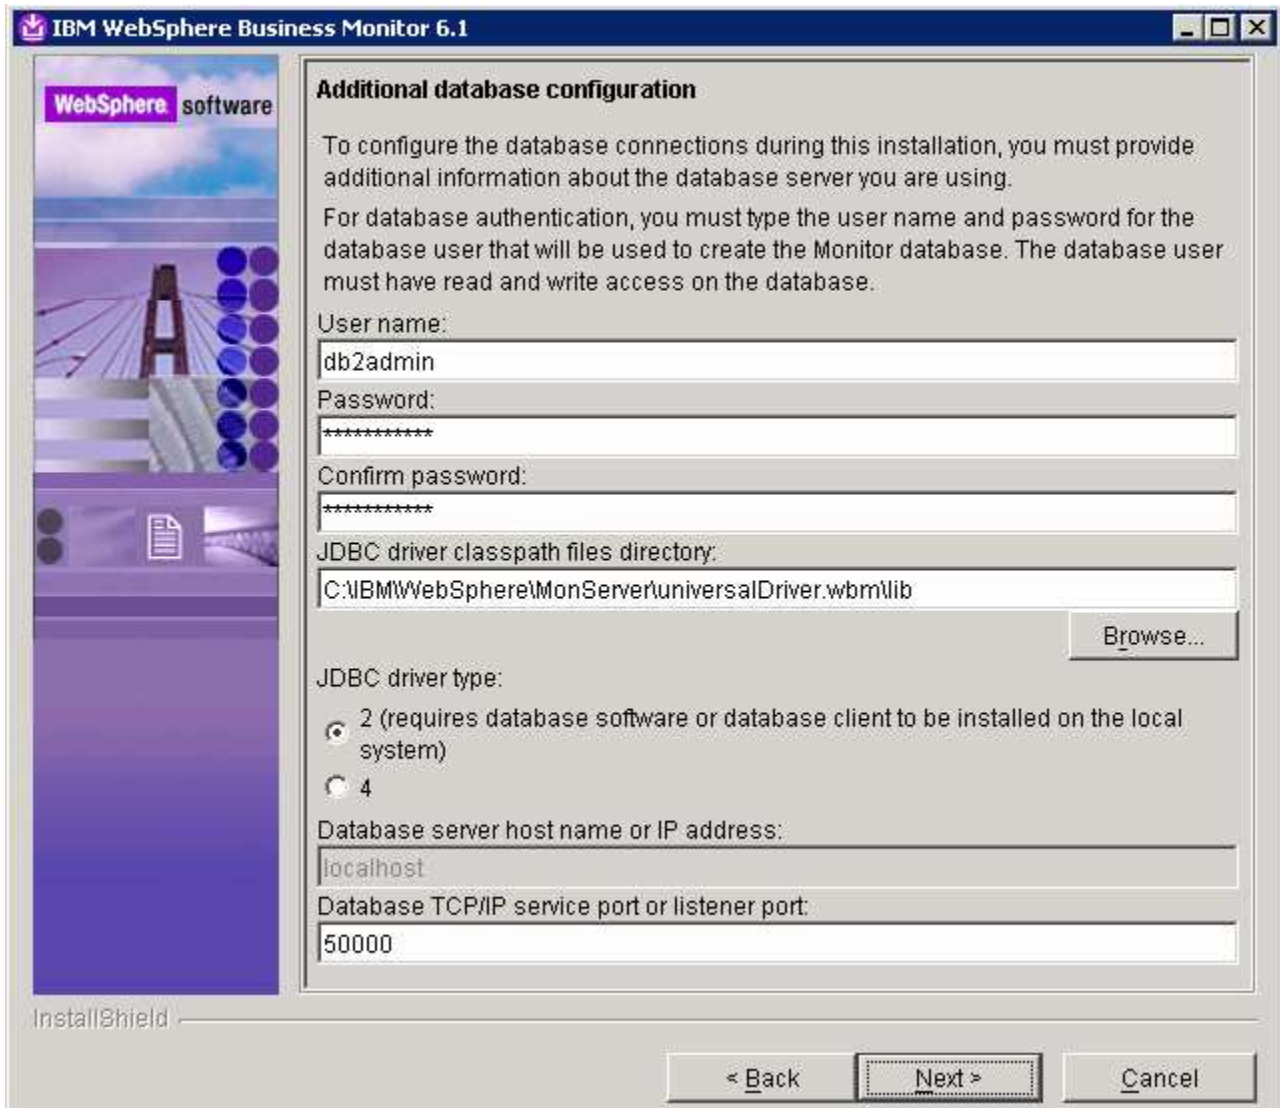 IBM WebSphere Business Monitor 6.1
WebSphere software
Additional database configuration
To configure the database connections during this installation, you must provide
additional information about the database server you are using.
For database authentication, you must type the user name and password for the
database user that will be used to create the Monitor database. The database user
must have read and write access on the database.
User name:
db2admin
Password:
***********
Confirm password:
***********
JDBC driver classpath files directory:
C:\IBM\WebSphere\MonServer\universalDriver.wbm\lib
Browse...
JDBC driver type:
2 (requires database software or database client to be installed on the local
system)
4
Database server host name or IP address:
localhost
Database TCP/IP service port or listener port:
50000
InstallShield
< Back
Next >
Cancel